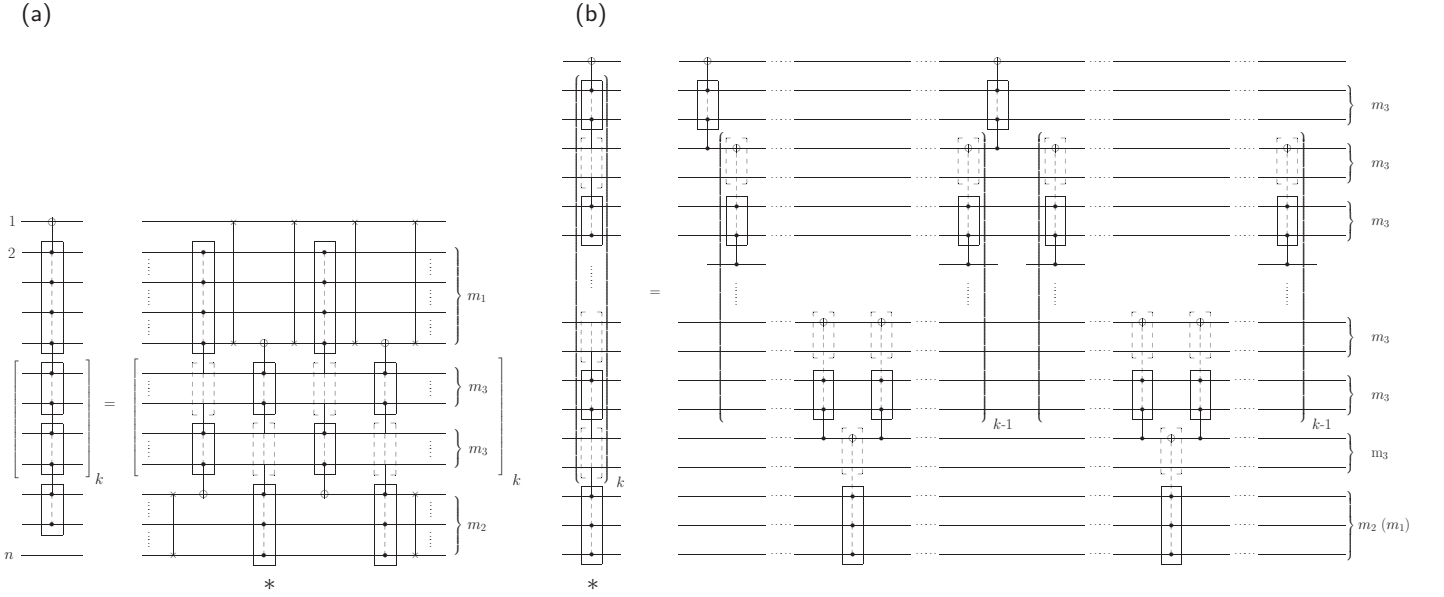 (a)
(b)
m₃
m₃
m₃
1
2
m₁
=
m₃
=
m₃
m₃
k-1
k-1
m₃
m₃
k
k
k
m₂
m₂ (m₁)
n
*
*